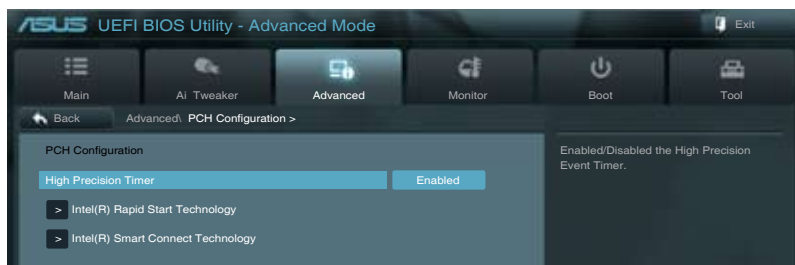 ASUS UEFI BIOS Utility - Advanced Mode Exit
Main Ai Tweaker Advanced Monitor Boot Tool
Back Advanced\ PCH Configuration >
PCH Configuration
Enabled/Disabled the High Precision
Event Timer.
High Precision Timer Enabled
> Intel(R) Rapid Start Technology
> Intel(R) Smart Connect Technology